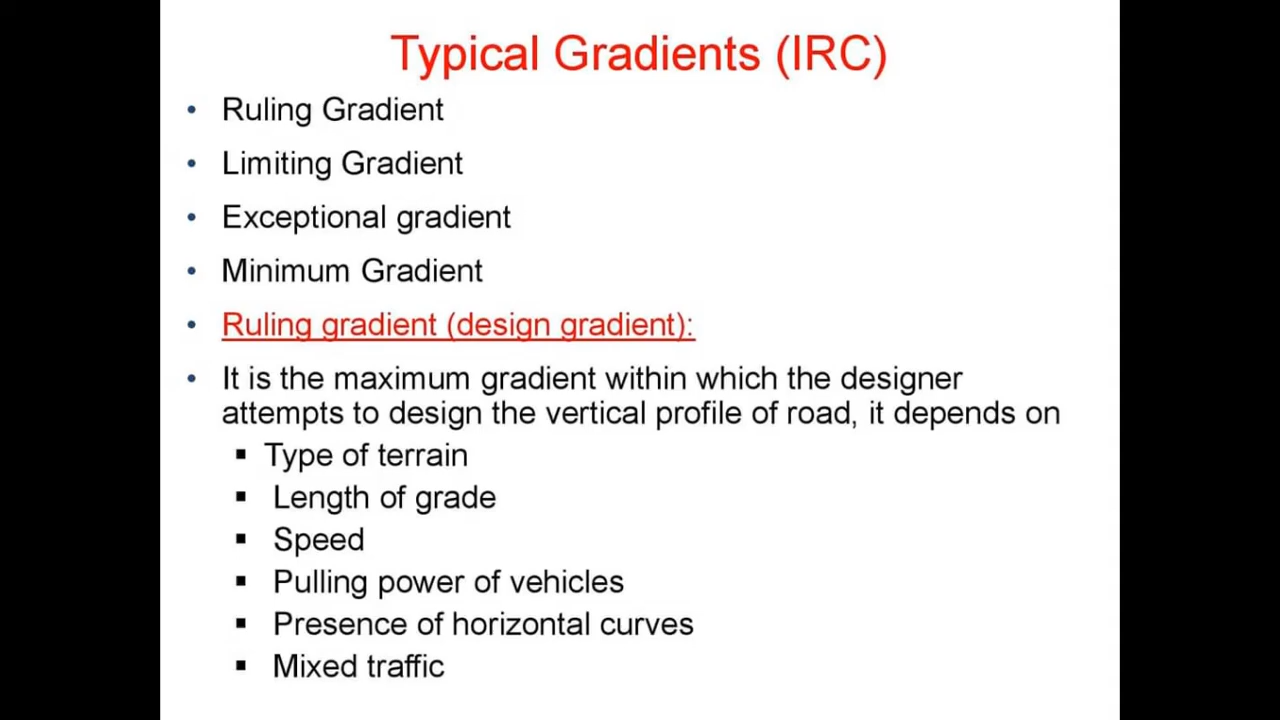 Typical Gradients (IRC)
• Ruling Gradient
• Limiting Gradient
• Exceptional gradient
• Minimum Gradient
• Ruling gradient (design gradient):
• It is the maximum gradient within which the designer
attempts to design the vertical profile of road, it depends on
▪ Type of terrain
▪ Length of grade
▪ Speed
▪ Pulling power of vehicles
▪ Presence of horizontal curves
▪ Mixed traffic